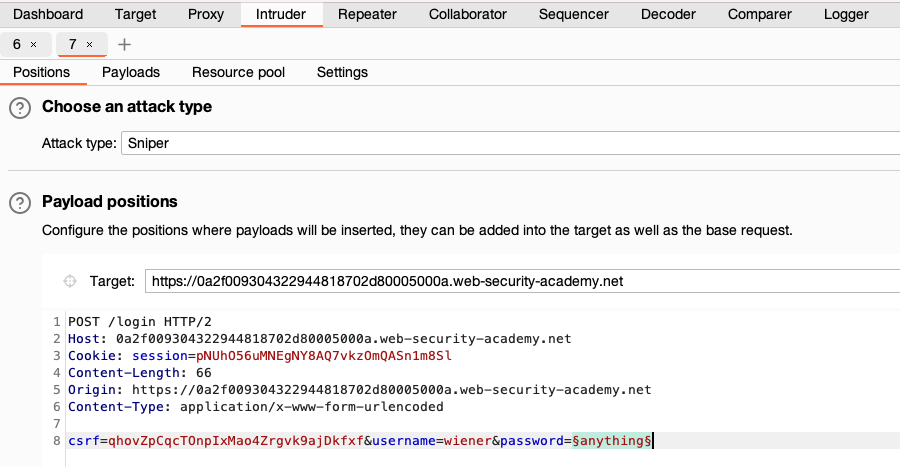 Dashboard Target Proxy Intruder Repeater Collaborator Sequencer Decoder Comparer Logger
6 × 7 × +
Positions Payloads Resource pool Settings
? Choose an attack type
Attack type: Sniper
? Payload positions
Configure the positions where payloads will be inserted, they can be added into the target as well as the base request.
Target: https://0a2f009304322944818702d80005000a.web-security-academy.net
1 POST /login HTTP/2
2 Host: 0a2f009304322944818702d80005000a.web-security-academy.net
3 Cookie: session=pNUhO56uMNEgNY8AQ7vkzOmQASn1m8Sl
4 Content-Length: 66
5 Origin: https://0a2f009304322944818702d80005000a.web-security-academy.net
6 Content-Type: application/x-www-form-urlencoded
7
8 csrf=qhovZpCqcTOnpIxMao4Zrgvk9ajDkfxf&username=wiener&password=§anything§